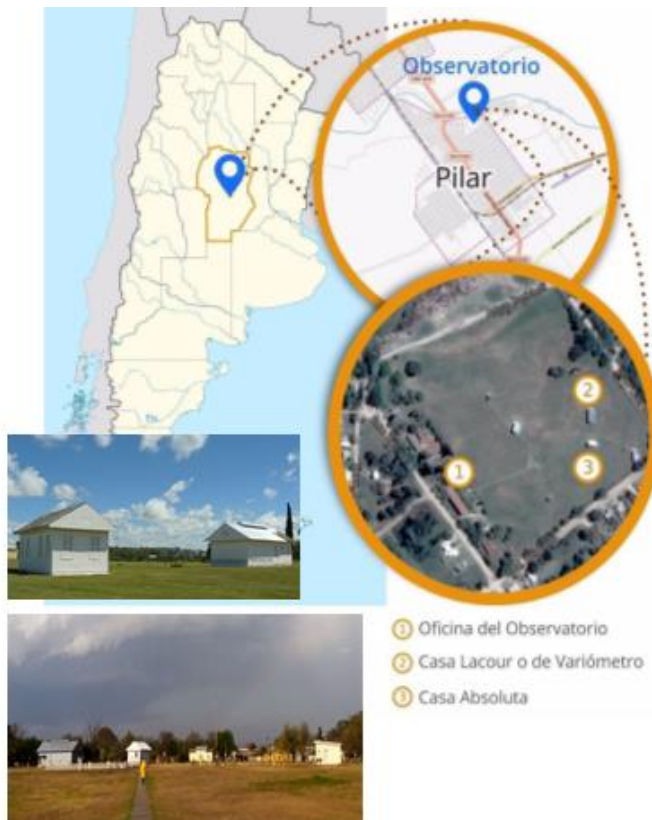 Observatorio
Pilar
2
1
3
1 Oficina del Observatorio
2 Casa Lacour o de Variómetro
3 Casa Absoluta